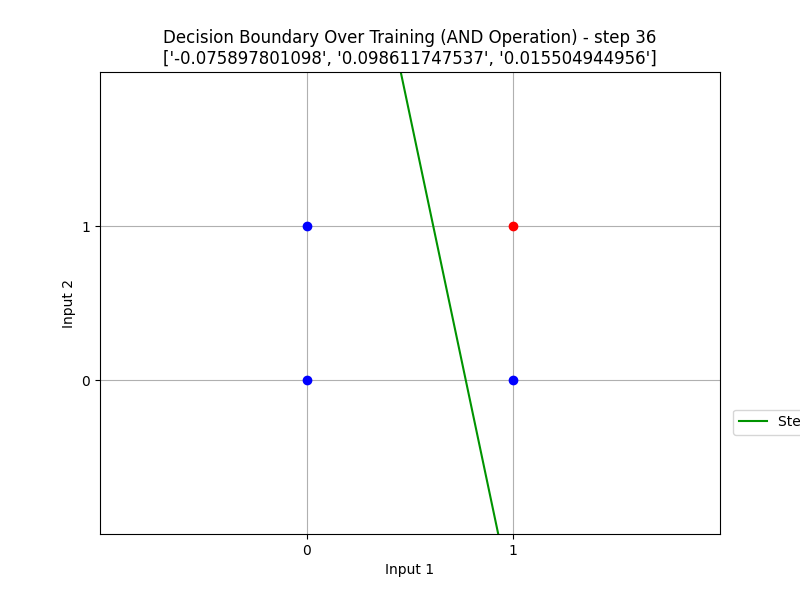 Decision Boundary Over Training (AND Operation) - step 36
['-0.075897801098', '0.098611747537', '0.015504944956']
Input 2
1
0
0
1
Input 1
Ste